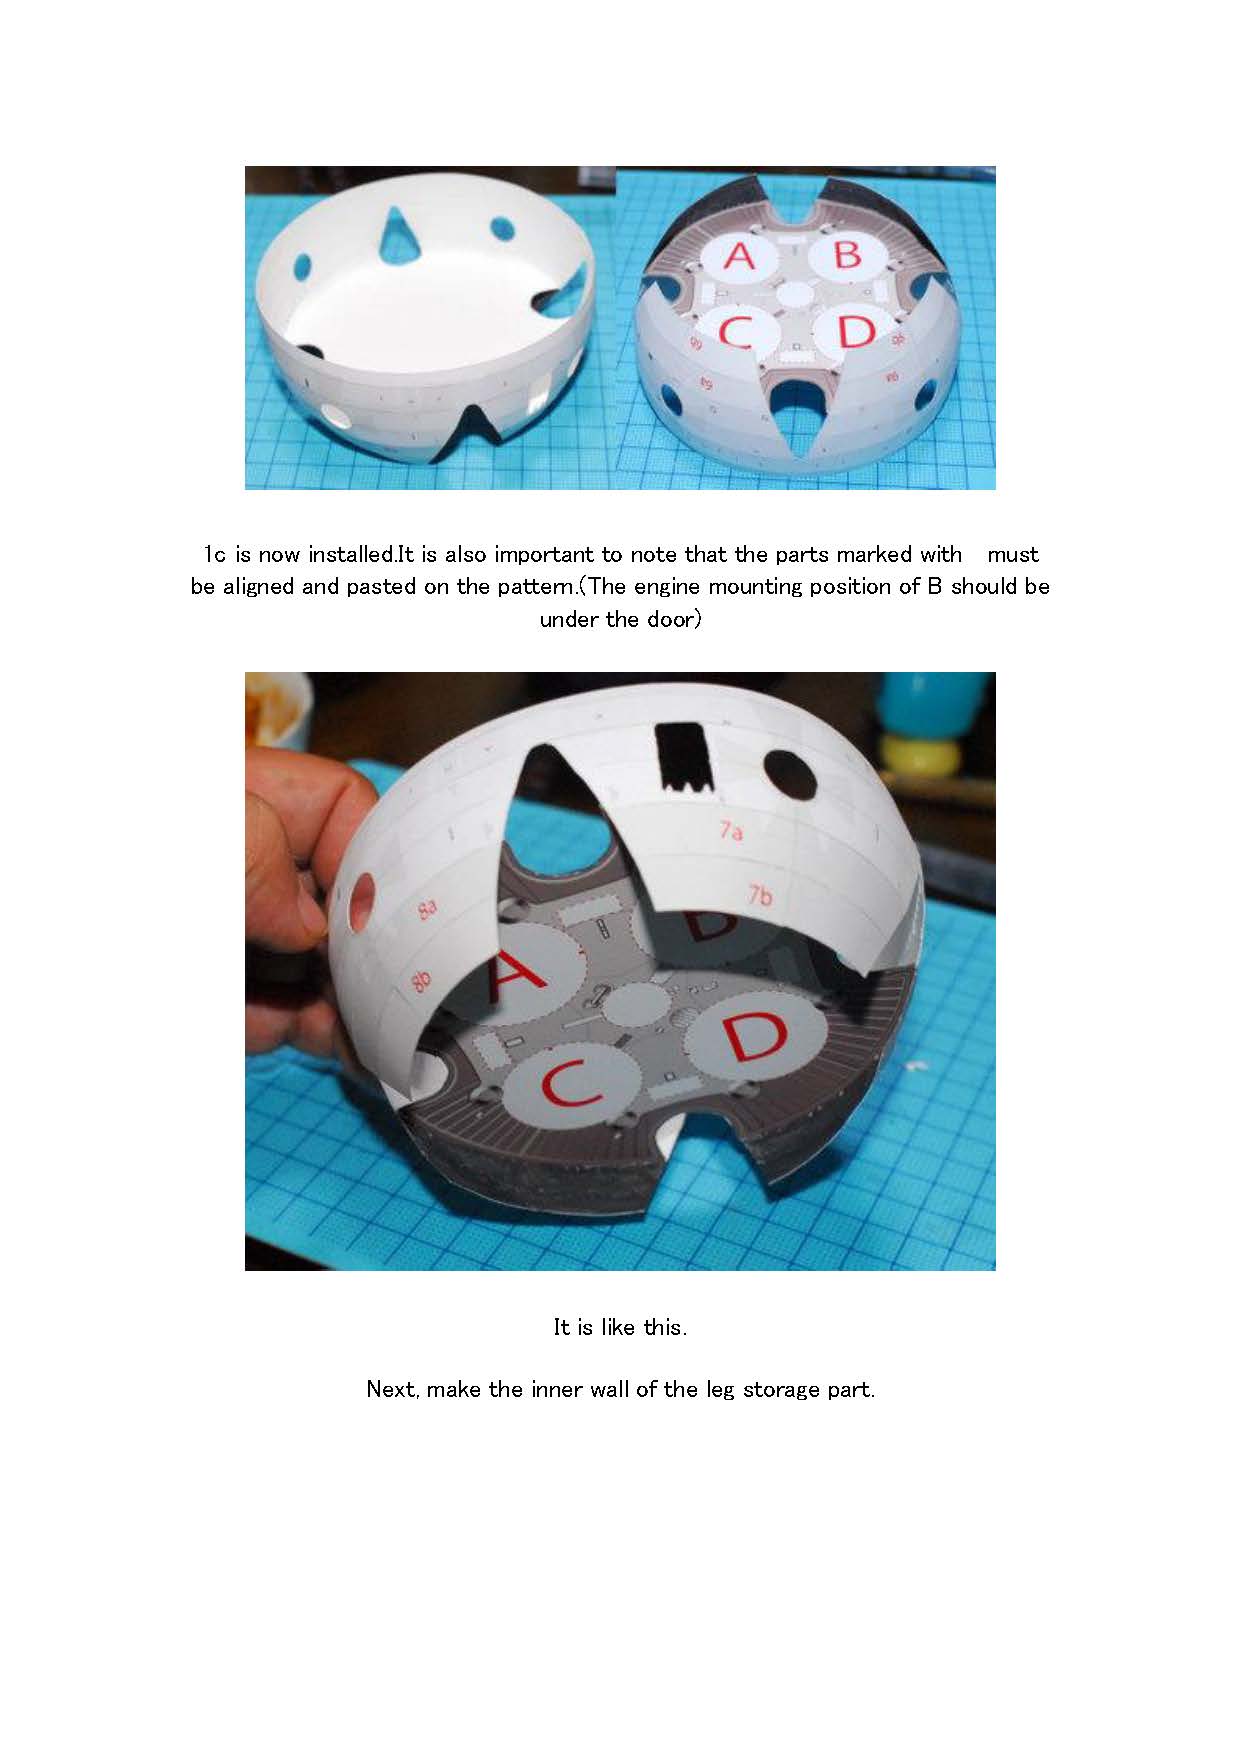 A B
C D
6b 9b
6a 9a
1c is now installed.It is also important to note that the parts marked with　must
be aligned and pasted on the pattern.(The engine mounting position of B should be
under the door)
7a
8a 7b
8b A B
C D
It is like this.
Next, make the inner wall of the leg storage part.